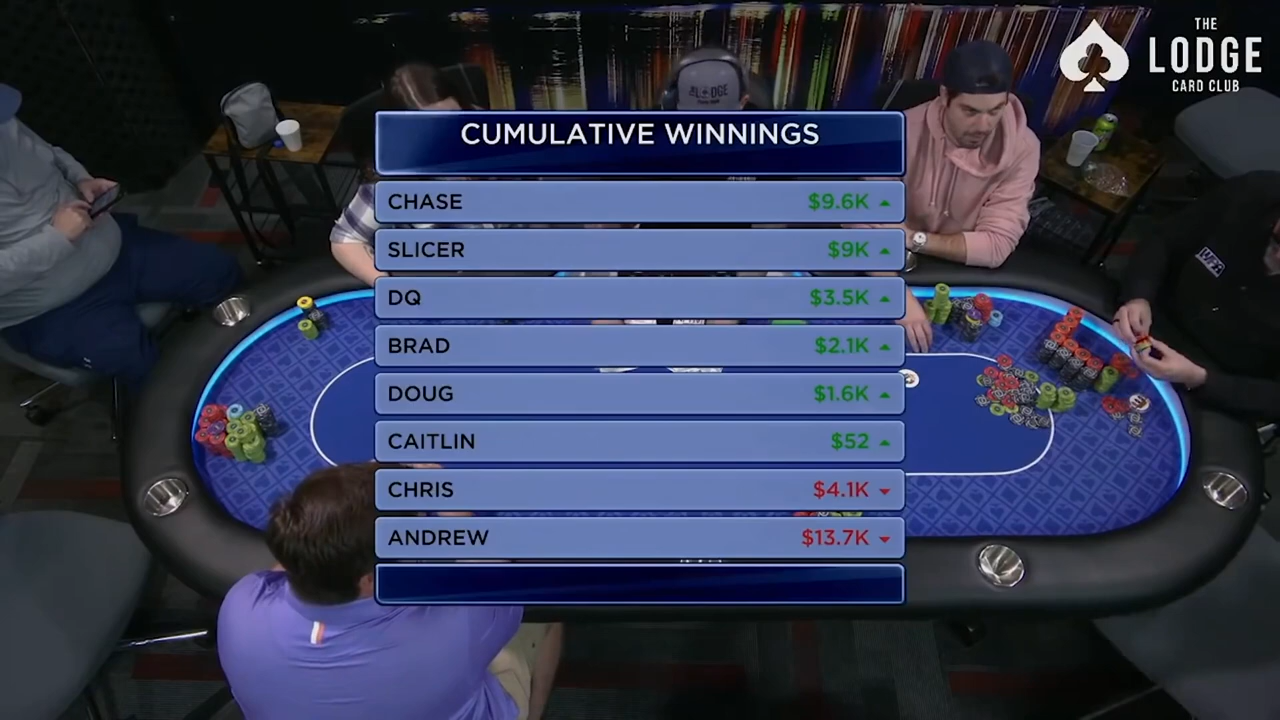 THE
LODGE
CARD CLUB
LODGE
CUMULATIVE WINNINGS
CHASE $9.6K
SLICER $9K
DQ $3.5K
BRAD $2.1K
DOUG $1.6K
CAITLIN $52
CHRIS $4.1K
ANDREW $13.7K